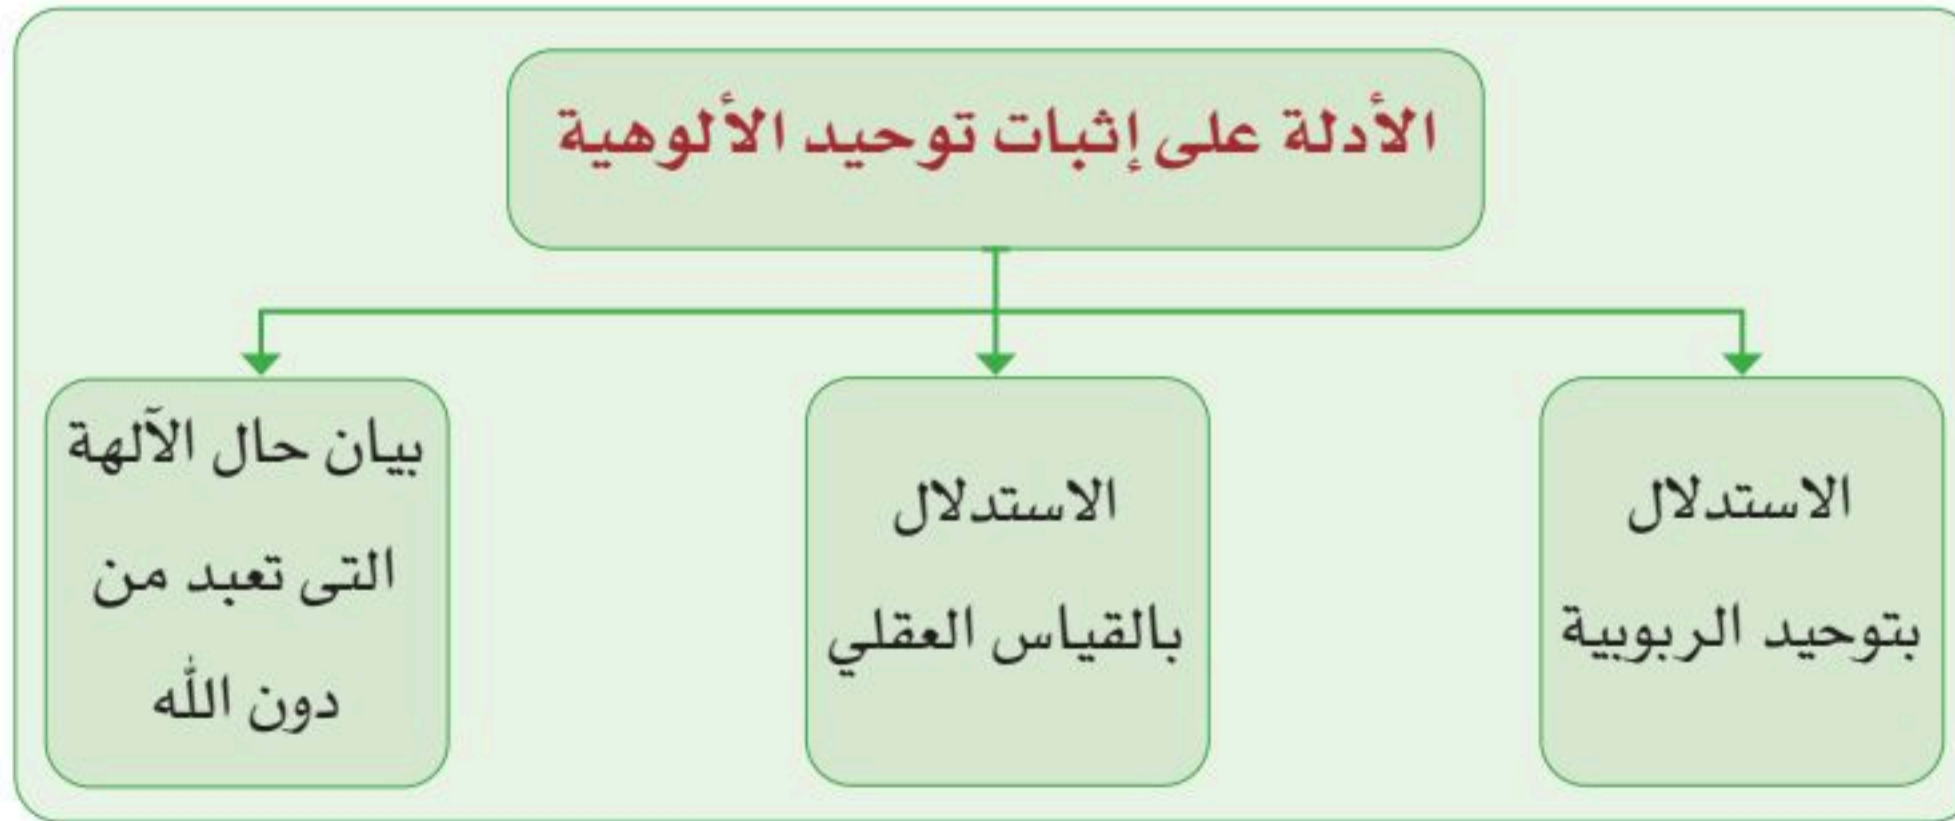 الأدلة على إثبات توحيد الألوهية
الاستدلال
بتوحيد الربوبية
الاستدلال
بالقياس العقلي
بيان حال الآلهة
التى تعبد من
دون الله